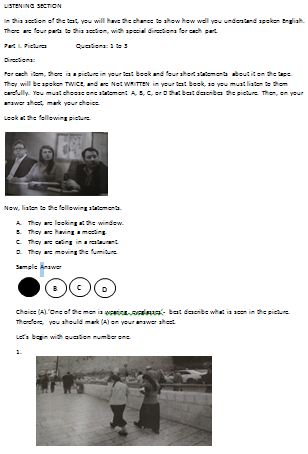 LISTENING SECTION
In this section of the test, you will have the chance to show how well you understand spoken English.
There are four parts to this section, with special directions for each part.
Part I. Pictures Questions: 1 to 3
Directions:
For each item, there is a picture in your test book and four short statements about it on the tape.
They will be spoken TWICE, and are Not WRITTEN in your test book, so you must listen to them
carefully. You must choose one statement A, B, C, or D that best describes the picture. Then, on your
answer sheet, mark your choice.
Look at the following picture.
Now, listen to the following statements.
A. They are looking at the window.
B. They are having a meeting.
C. They are eating in a restaurant.
D. They are moving the furniture.
Sample Answer
B C D
Choice (A).'One of the men is wearing eyeglasses'- best describe what is seen in the picture.
Therefore, you should mark (A) on your answer sheet.
Let's begin with question number one.
1.